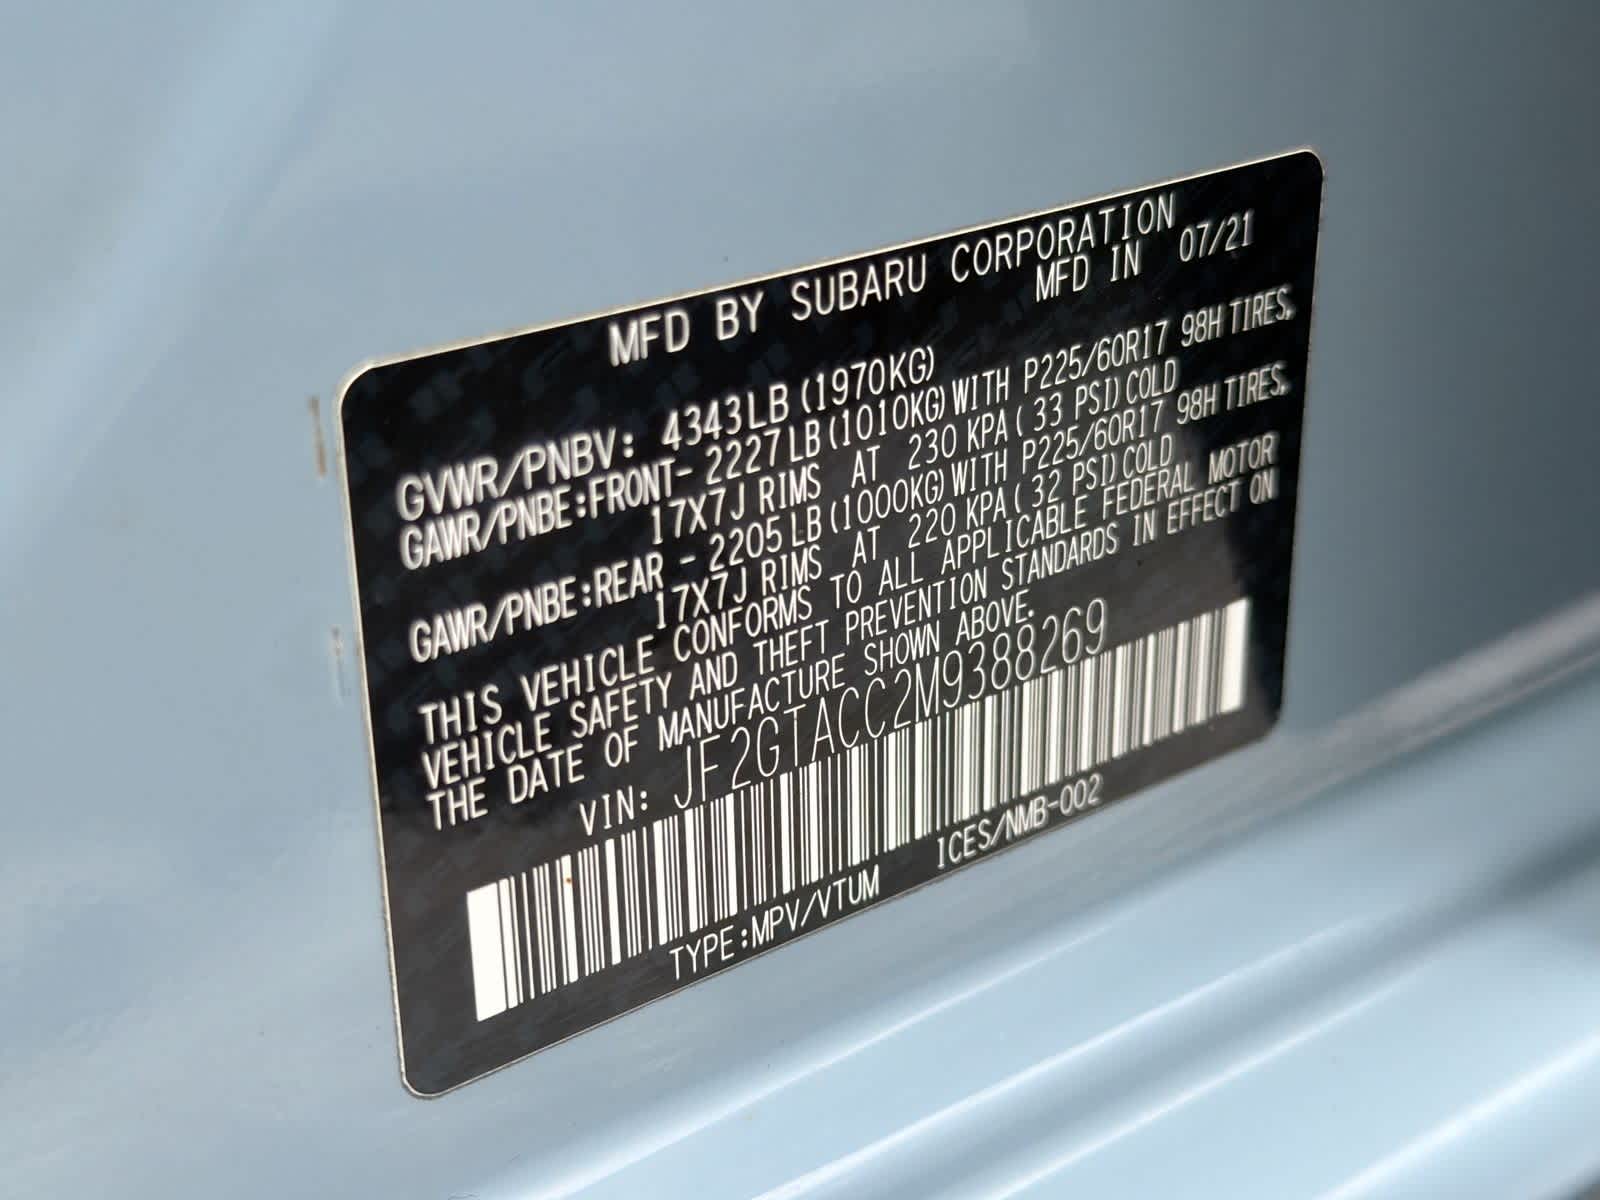 MFD BY SUBARU CORPORATION
MFD IN 07/21
GVWR/PNBV: 4343LB (1970KG)
GAWR/PNBE:FRONT- 2227LB (1010KG) WITH P225/60R17 98H TIRES,
17X7J RIMS AT 230 KPA ( 33 PSI) COLD
GAWR/PNBE:REAR - 2205LB (1000KG) WITH P225/60R17 98H TIRES,
17X7J RIMS AT 220 KPA ( 32 PSI) COLD
THIS VEHICLE CONFORMS TO ALL APPLICABLE FEDERAL MOTOR
VEHICLE SAFETY AND THEFT PREVENTION STANDARDS IN EFFECT ON
THE DATE OF MANUFACTURE SHOWN ABOVE.
VIN: JF2GTACC2M9388269
TYPE:MPV/VTUM ICES/NMB-002